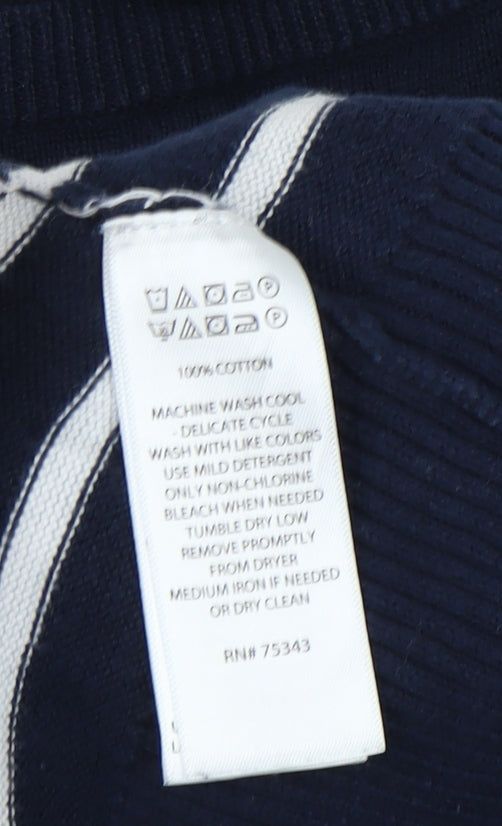 P
P
100% COTTON
MACHINE WASH COOL
- DELICATE CYCLE
WASH WITH LIKE COLORS
USE MILD DETERGENT
ONLY NON-CHLORINE
BLEACH WHEN NEEDED
TUMBLE DRY LOW
REMOVE PROMPTLY
FROM DRYER
MEDIUM IRON IF NEEDED
OR DRY CLEAN
RN# 75343